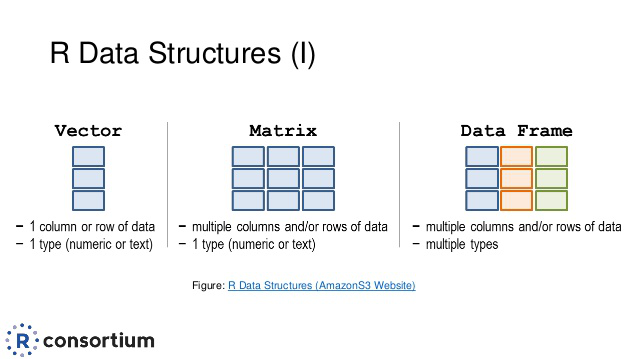 R Data Structures (I)
Vector
− 1 column or row of data
− 1 type (numeric or text)
Matrix
− multiple columns and/or rows of data
− 1 type (numeric or text)
Data Frame
− multiple columns and/or rows of data
− multiple types
Figure: R Data Structures (AmazonS3 Website)
R consortium